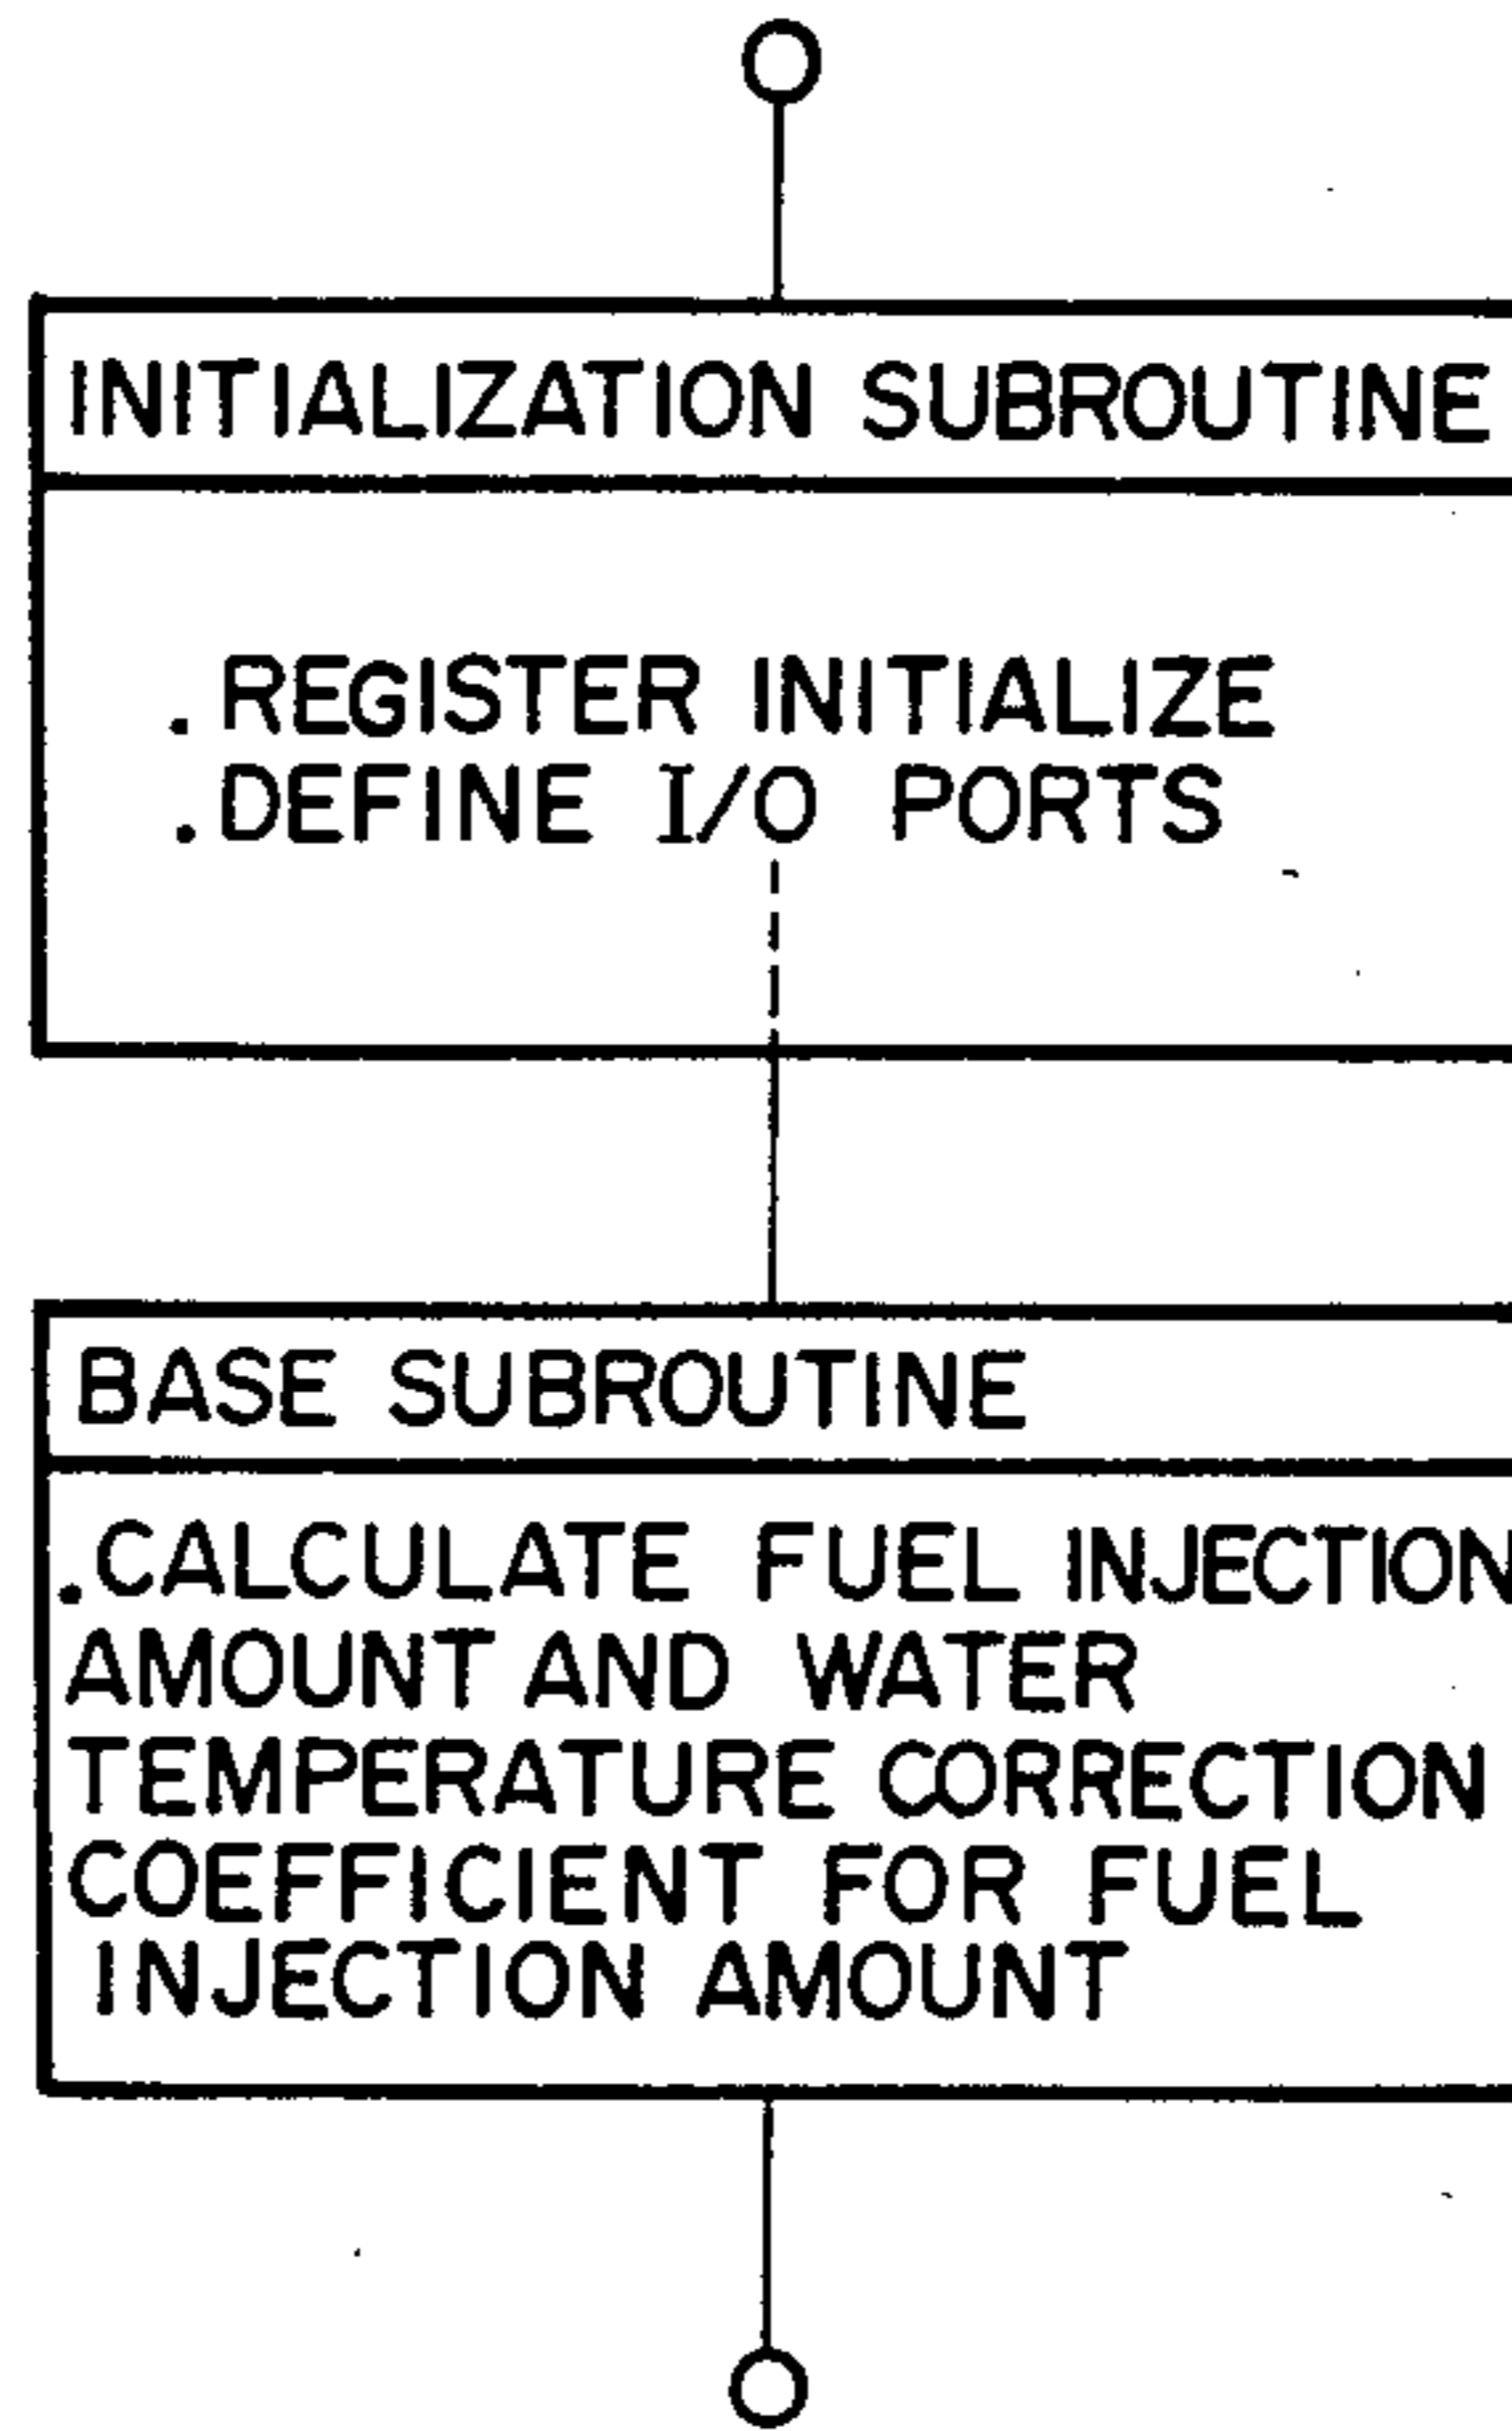 INITIALIZATION SUBROUTINE
.REGISTER INITIALIZE
.DEFINE I/O PORTS
BASE SUBROUTINE
.CALCULATE FUEL INJECTION
AMOUNT AND WATER
TEMPERATURE CORRECTION
COEFFICIENT FOR FUEL
INJECTION AMOUNT